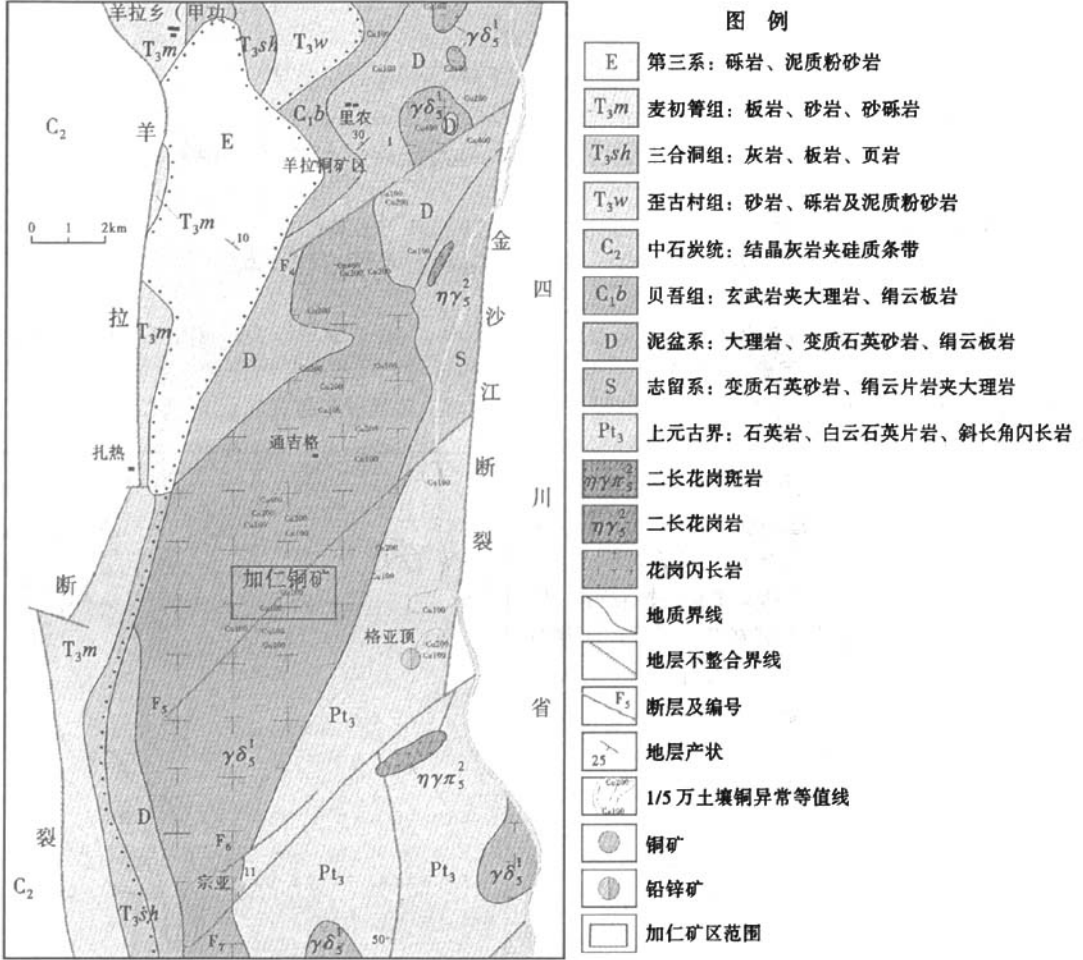 羊拉乡（甲功）
T₃m
T₃sh
T₃w
γδ₅¹
D
C₂
羊
E
C₁b
里农
γδ₅¹
D
30
1
羊拉铜矿区
T₃m
D
0 1 2km
10
金
F₄
ηγ₅²
四
拉
T₃m
沙
D
S
江
通吉格
扎热
断
川
裂
加仁铜矿
断
T₃m
格亚顶
F₅
Pt₃
省
γδ₅¹
ηγπ₅²
D
裂
F₆
11
C₂
宗亚
Pt₃
Pt₃
γδ₅¹
T₃sh
F₇
γδ₅¹
50°
图 例
E 第三系：砾岩、泥质粉砂岩
T₃m 麦初箐组：板岩、砂岩、砂砾岩
T₃sh 三合洞组：灰岩、板岩、页岩
T₃w 歪古村组：砂岩、砾岩及泥质粉砂岩
C₂ 中石炭统：结晶灰岩夹硅质条带
C₁b 贝吾组：玄武岩夹大理岩、绢云板岩
D 泥盆系：大理岩、变质石英砂岩、绢云板岩
S 志留系：变质石英砂岩、绢云片岩夹大理岩
Pt₃ 上元古界：石英岩、白云石英片岩、斜长角闪长岩
ηγπ₅² 二长花岗斑岩
ηγ₅² 二长花岗岩
花岗闪长岩
地质界线
地层不整合界线
F₅ 断层及编号
25 地层产状
Cu200 Cu100 1/5 万土壤铜异常等值线
铜矿
铅锌矿
加仁矿区范围